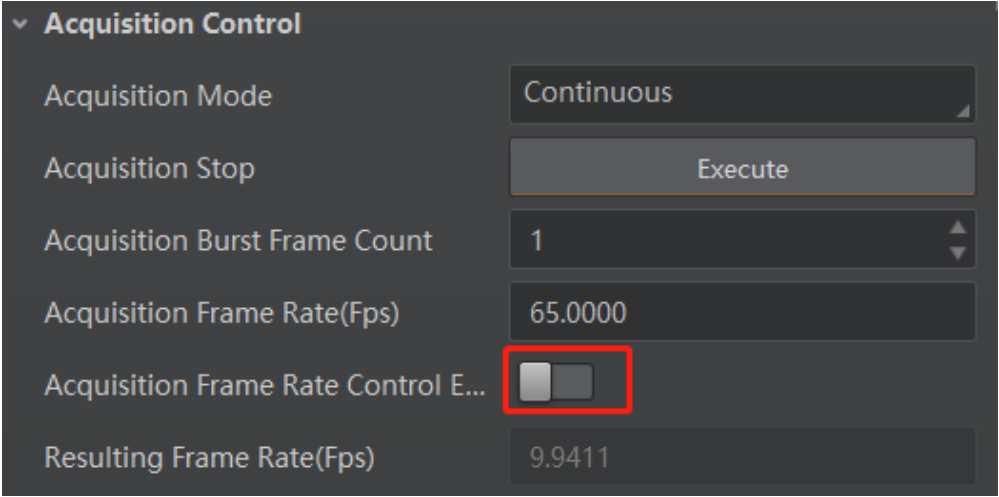 Acquisition Control
Acquisition Mode Continuous
Acquisition Stop Execute
Acquisition Burst Frame Count 1
Acquisition Frame Rate(Fps) 65.0000
Acquisition Frame Rate Control E...
Resulting Frame Rate(Fps) 9.9411